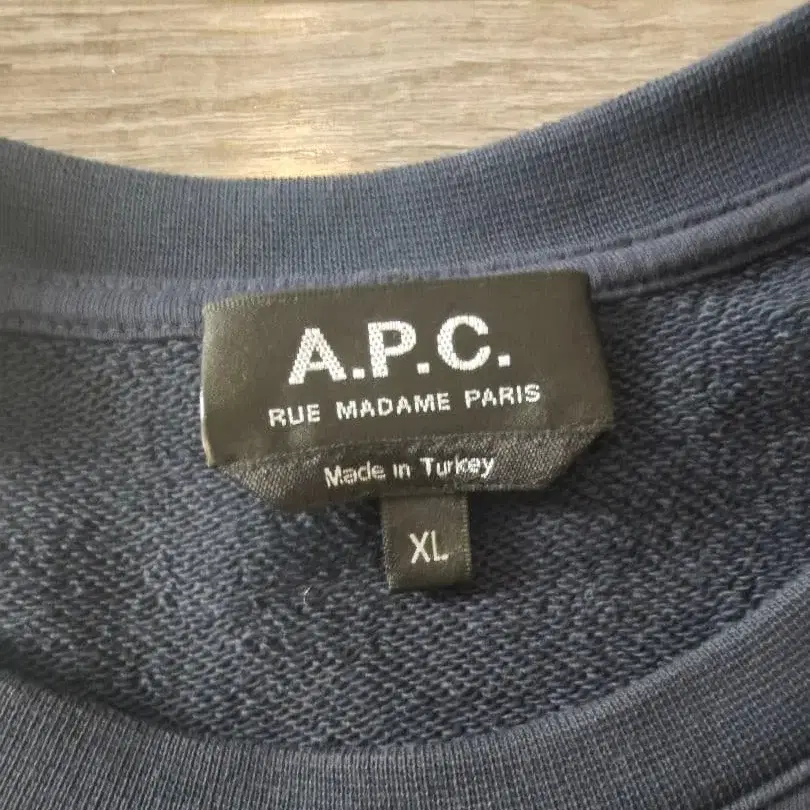 A.P.C.
RUE MADAME PARIS
Made in Turkey
XL